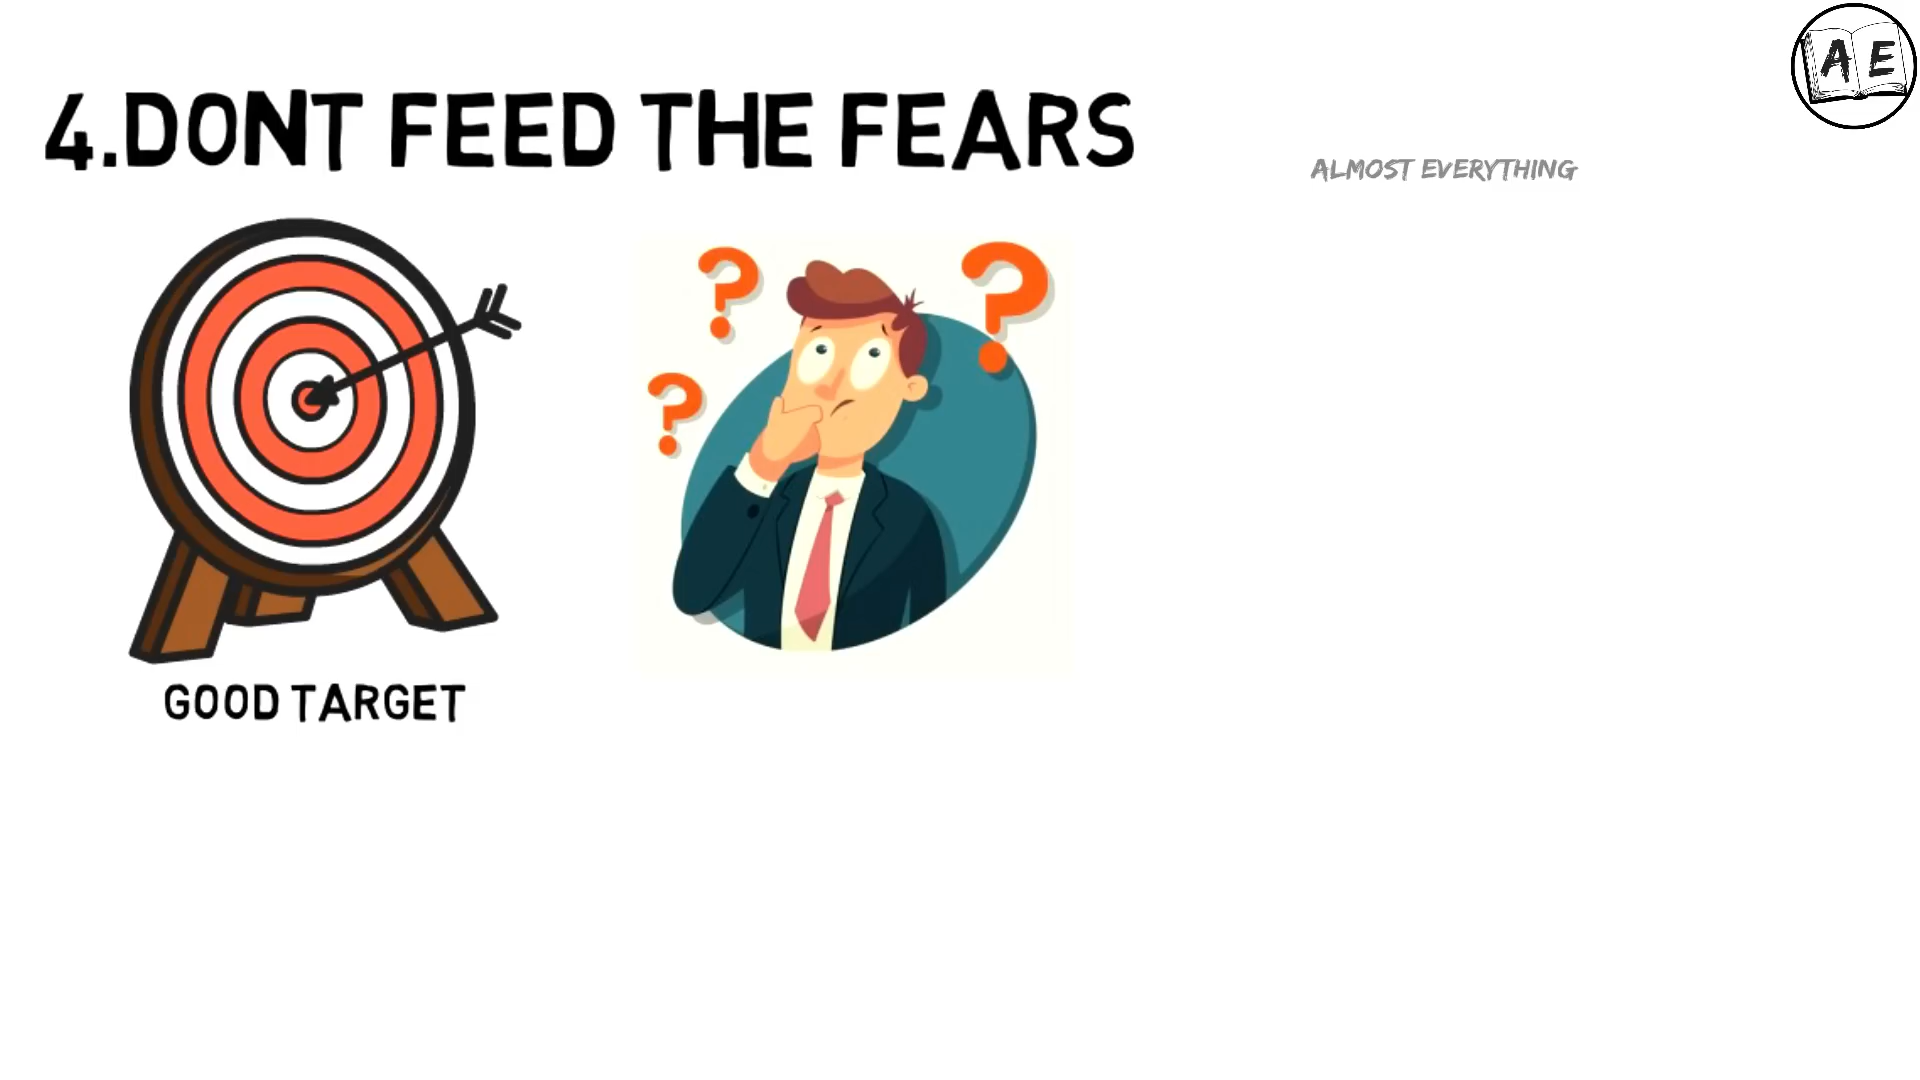 A E
4.DONT FEED THE FEARS
ALMOST EVERYTHING
? ?
?
GOOD TARGET